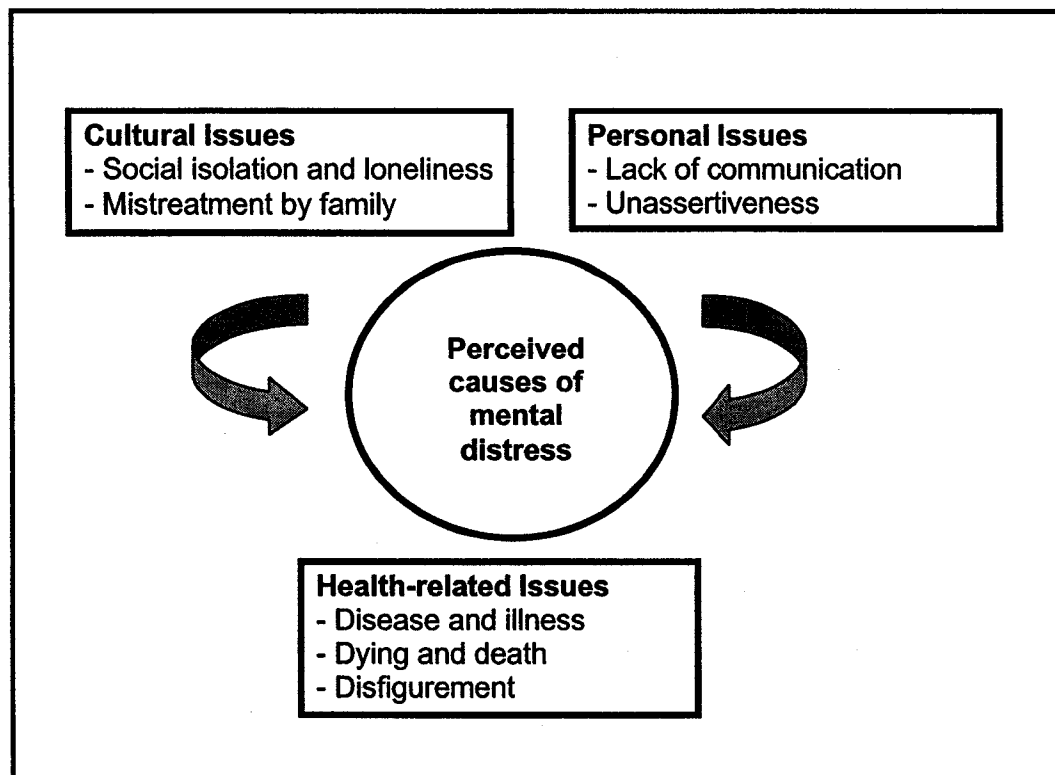 Cultural Issues
- Social isolation and loneliness
- Mistreatment by family
Personal Issues
- Lack of communication
- Unassertiveness
Perceived
causes of
mental
distress
Health-related Issues
- Disease and illness
- Dying and death
- Disfigurement